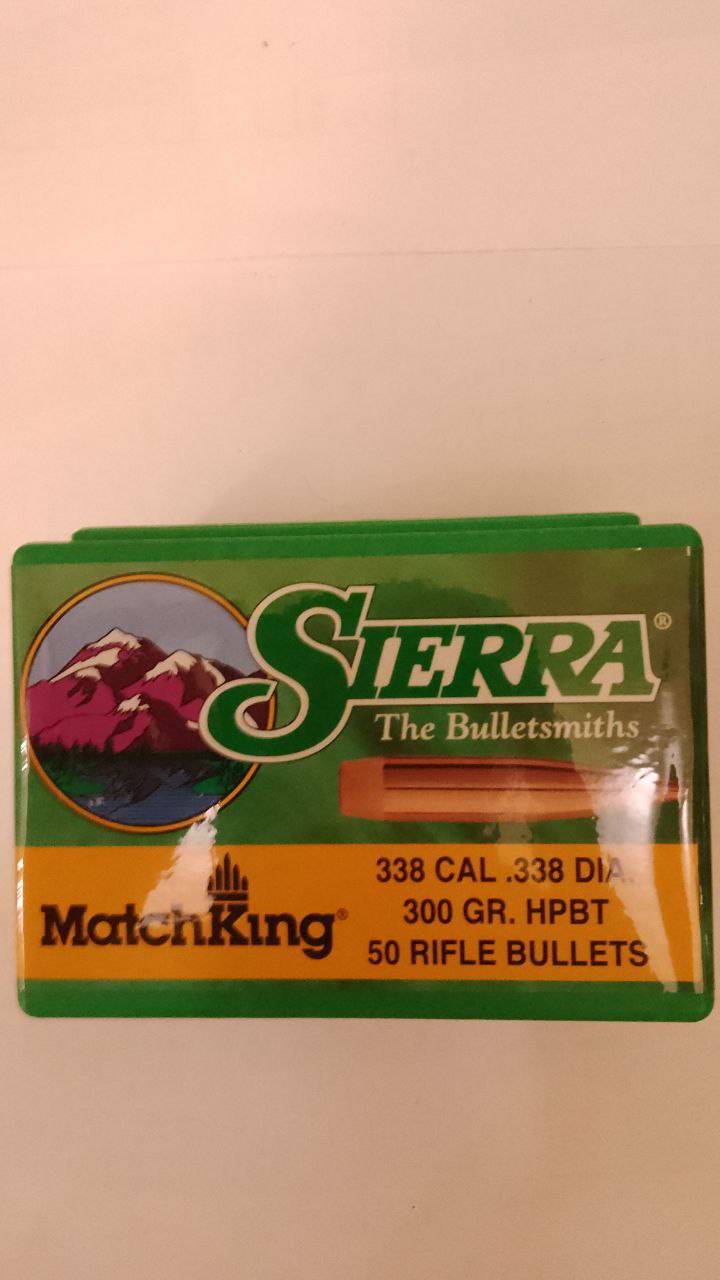 SIERRA®
The Bulletsmiths
MatchKing®
338 CAL .338 DIA.
300 GR. HPBT
50 RIFLE BULLETS